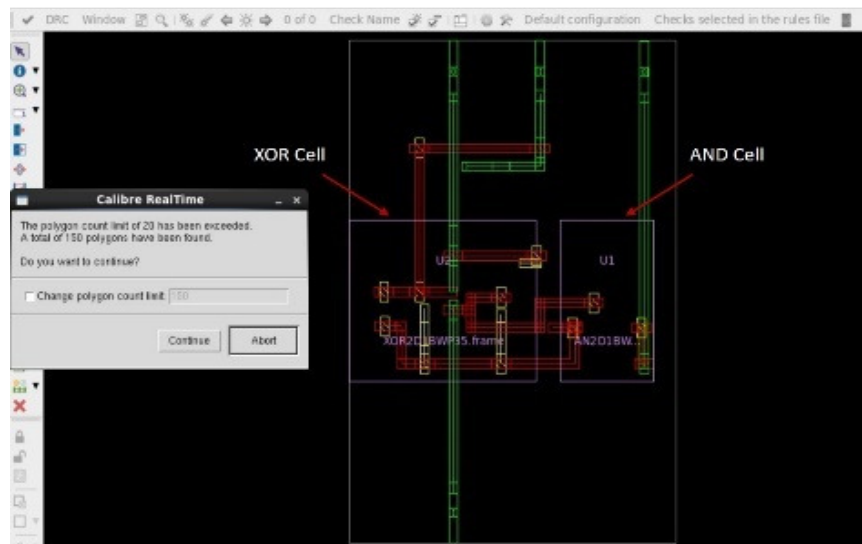 DRC Window 0 of 0 Check Name Default configuration Checks selected in the rules file
XOR Cell
AND Cell
Calibre RealTime
The polygon count limit of 20 has been exceeded.
A total of 150 polygons have been found.
Do you want to continue?
Change polygon count limit: 100
Continue Abort
U1
XOR2D1BWP35.frame
AN2D1BW...